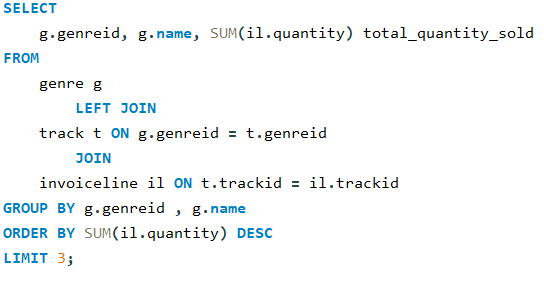 SELECT
g.genreid, g.name, SUM(il.quantity) total_quantity_sold
FROM
genre g
LEFT JOIN
track t ON g.genreid = t.genreid
JOIN
invoiceline il ON t.trackid = il.trackid
GROUP BY g.genreid , g.name
ORDER BY SUM(il.quantity) DESC
LIMIT 3;